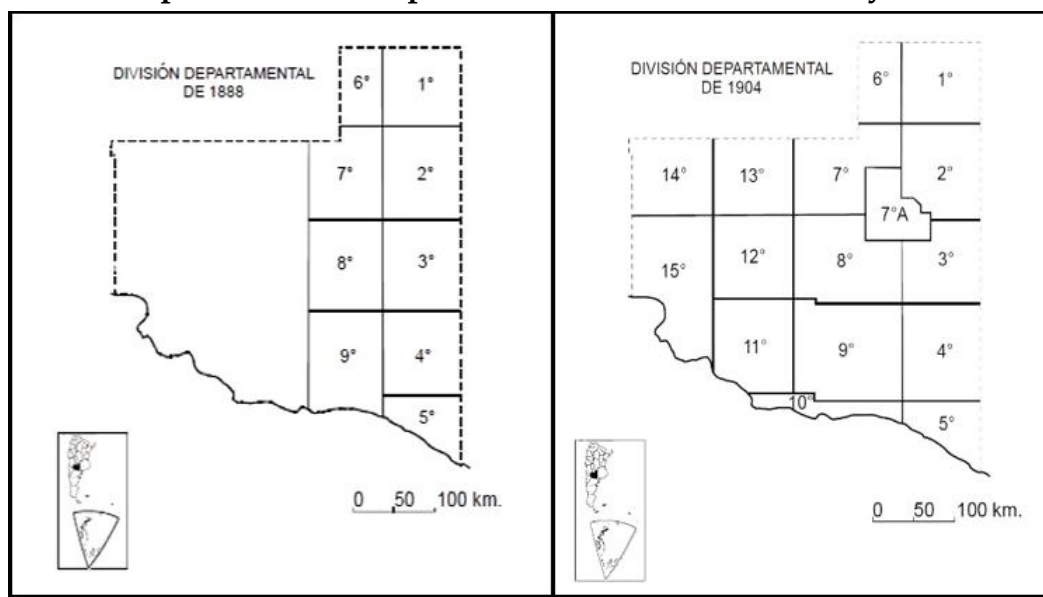 DIVISIÓN DEPARTAMENTAL
DE 1888
6° 1°
7° 2°
8° 3°
9° 4°
5°
0 50 100 km.
DIVISIÓN DEPARTAMENTAL
DE 1904
6° 1°
14° 13° 7° 2°
7°A
15° 12° 8° 3°
11° 9° 4°
10°
5°
0 50 100 km.